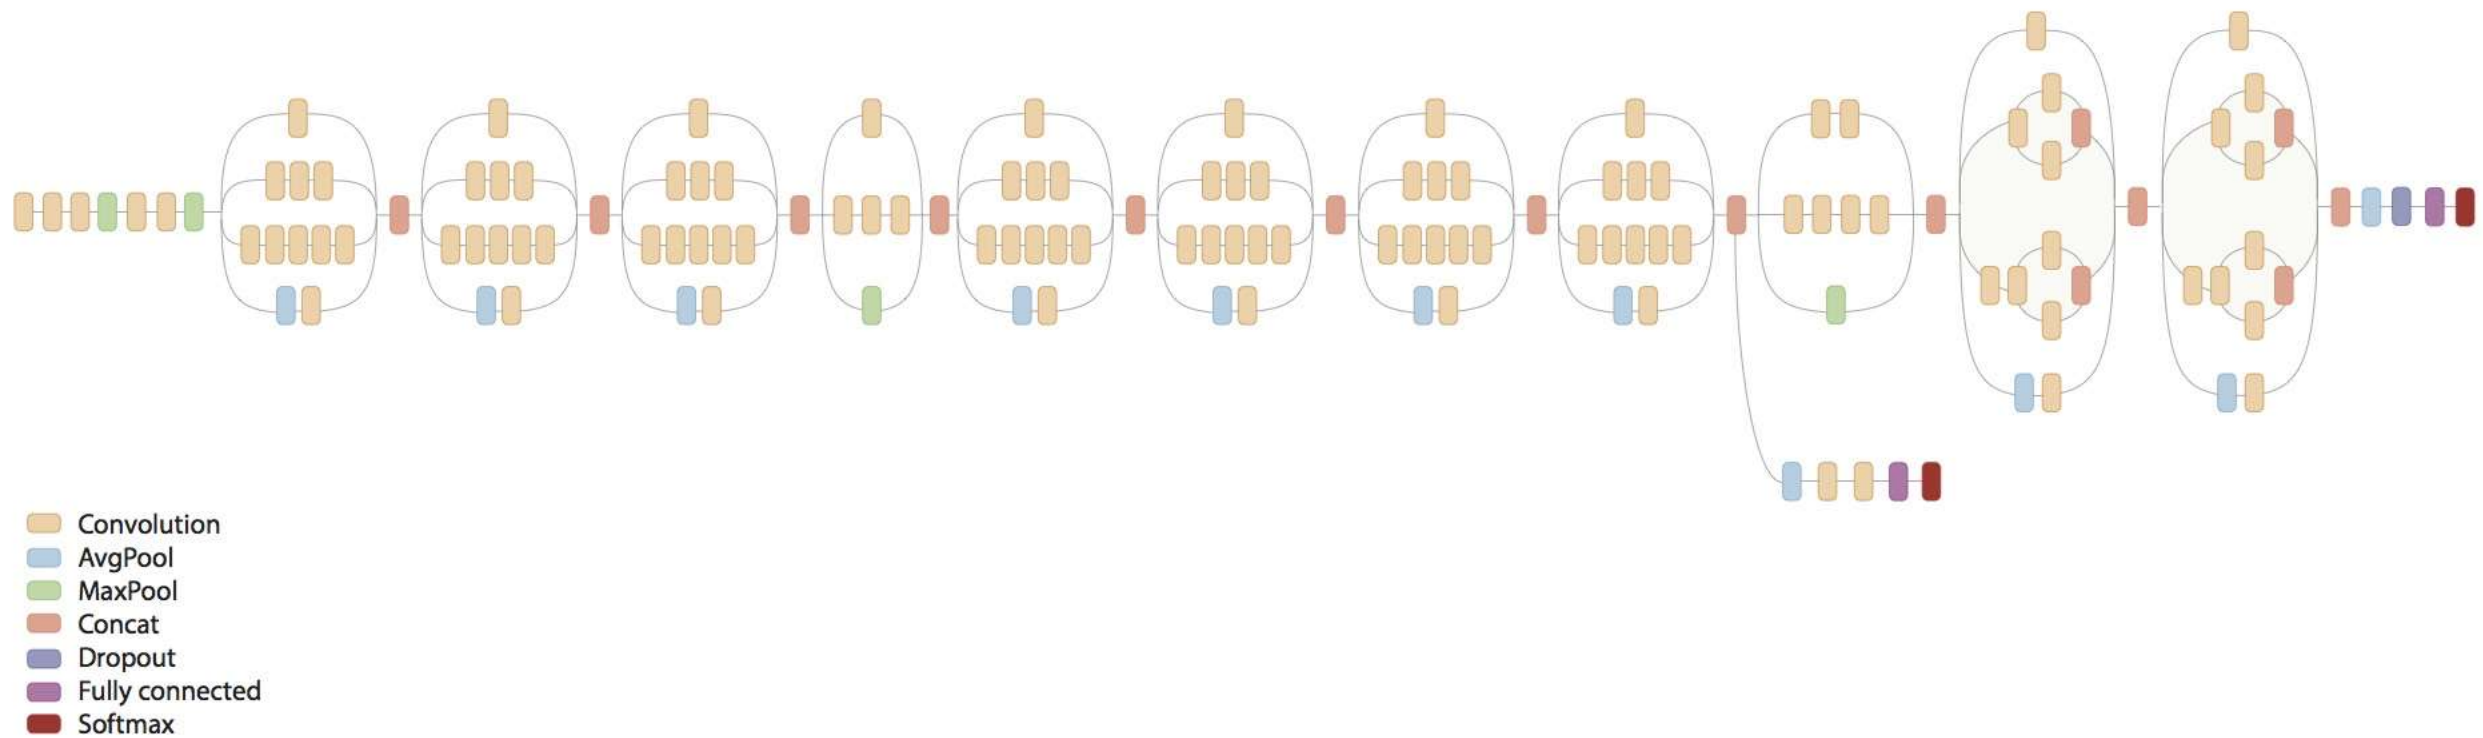 Convolution
AvgPool
MaxPool
Concat
Dropout
Fully connected
Softmax